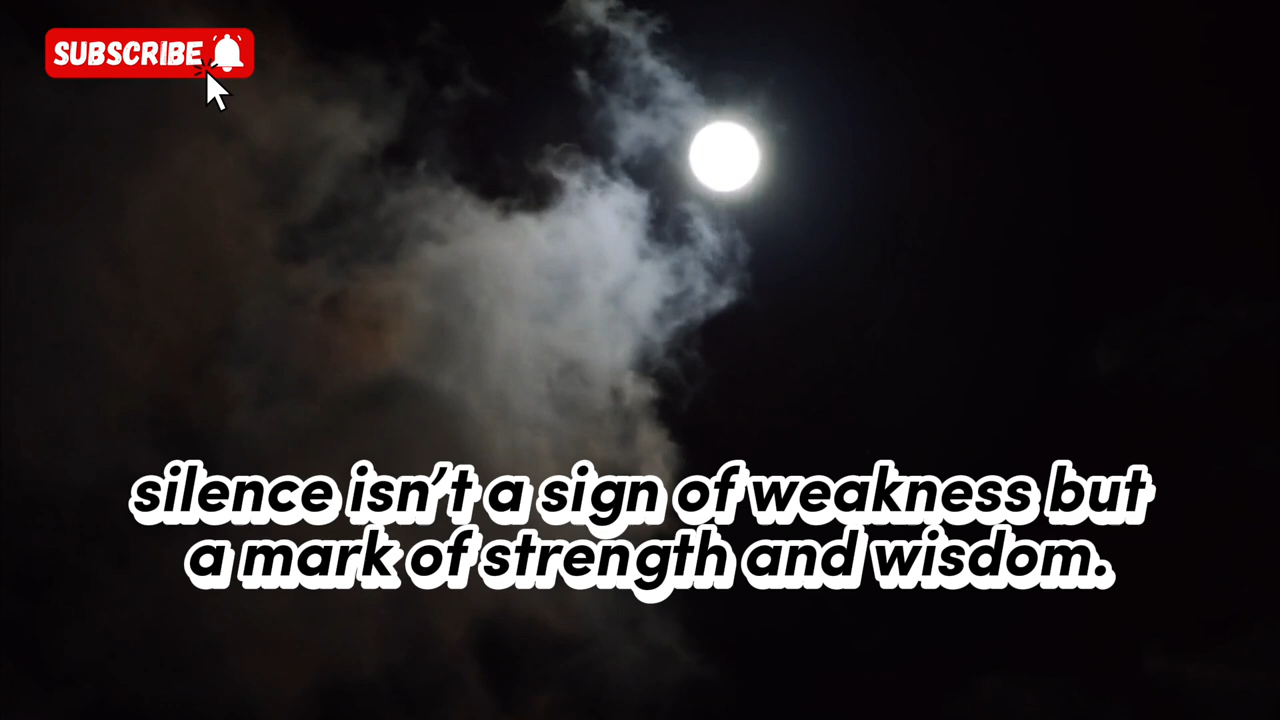 SUBSCRIBE
silence isn't a sign of weakness but
a mark of strength and wisdom.